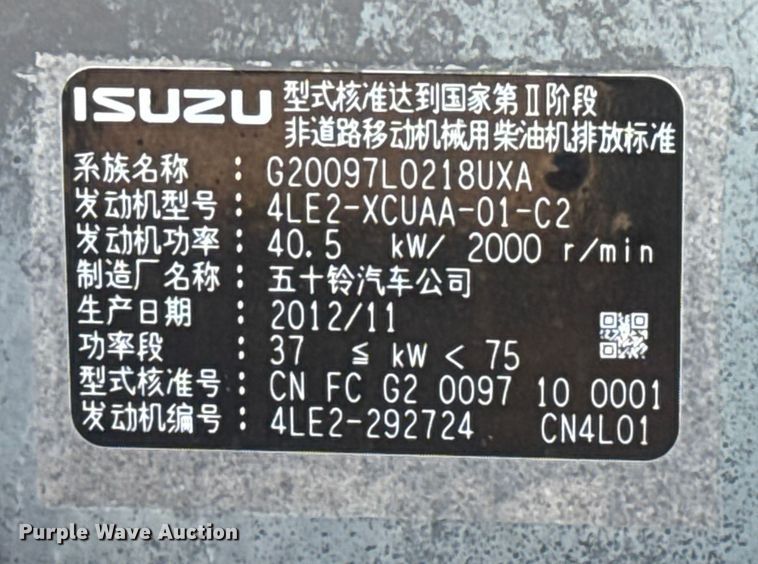 ISUZU 型式核准达到国家第Ⅱ阶段
非道路移动机械用柴油机排放标准
系族名称 : G20097L0218UXA
发动机型号 : 4LE2-XCUAA-01-C2
发动机功率 : 40.5 kW/ 2000 r/min
制造厂名称 : 五十铃汽车公司
生产日期 : 2012/11
功率段 : 37 ≦ kW < 75
型式核准号 : CN FC G2 0097 10 0001
发动机编号 : 4LE2-292724 CN4L01
Purple Wave Auction